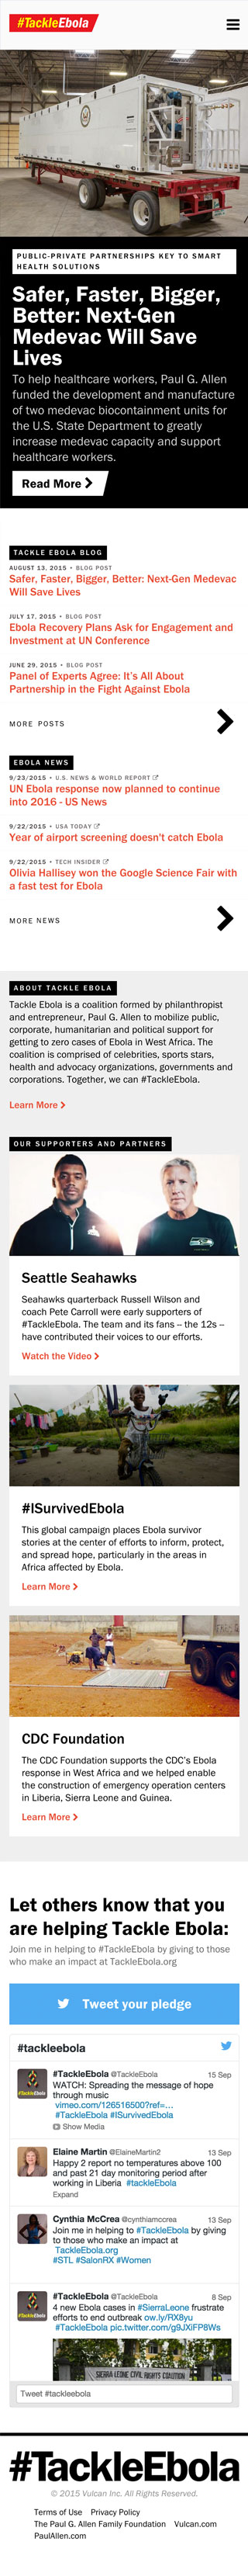 #TackleEbola
PUBLIC-PRIVATE PARTNERSHIPS KEY TO SMART
HEALTH SOLUTIONS
Safer, Faster, Bigger,
Better: Next-Gen
Medevac Will Save
Lives
To help healthcare workers, Paul G. Allen
funded the development and manufacture
of two medevac biocontainment units for
the U.S. State Department to greatly
increase medevac capacity and support
healthcare workers.
Read More
TACKLE EBOLA BLOG
AUGUST 13, 2015 • BLOG POST
Safer, Faster, Bigger, Better: Next-Gen Medevac
Will Save Lives
JULY 17, 2015 • BLOG POST
Ebola Recovery Plans Ask for Engagement and
Investment at UN Conference
JUNE 29, 2015 • BLOG POST
Panel of Experts Agree: It's All About
Partnership in the Fight Against Ebola
MORE POSTS
EBOLA NEWS
9/23/2015 • U.S. NEWS & WORLD REPORT
UN Ebola response now planned to continue
into 2016 - US News
9/22/2015 • USA TODAY
Year of airport screening doesn't catch Ebola
9/22/2015 • TECH INSIDER
Olivia Hallisey won the Google Science Fair with
a fast test for Ebola
MORE NEWS
ABOUT TACKLE EBOLA
Tackle Ebola is a coalition formed by philanthropist
and entrepreneur, Paul G. Allen to mobilize public,
corporate, humanitarian and political support for
getting to zero cases of Ebola in West Africa. The
coalition is comprised of celebrities, spots stars,
health and advocacy organizations, governments and
corporations. Together, we can #TackleEbola.
Learn More
OUR SUPPORTERS AND PARTNERS
Seattle Seahawks
Seahawks quarterback Russell Wilson and
coach Pete Carroll were early supporters of
#TackleEbola. The team and its fans – the 12s –
have contributed their voices to our efforts.
Watch the Video
#ISurvivedEbola
This global campaign places Ebola survivor
stories at the center of efforts to inform, protect,
and spread hope, particularly in the areas in
Africa affected by Ebola.
Learn More
CDC Foundation
The CDC Foundation supports the CDC's Ebola
response in West Africa and we helped enable
the construction of emergency operation centers
in Liberia, Sierra Leone and Guinea.
Learn More
Let others know that you
are helping Tackle Ebola:
Join me in helping to #TackleEbola by giving to those
who make an impact at TackleEbola.org
Tweet your pledge
#tackleebola
#TackleEbola @TackleEbola 15 Sep
WATCH: Spreading the message of hope
through music
vimeo.com/126516500?ref=...
#TackleEbola #ISurvivedEbola
Show Media
Elaine Martin @ElaineMartin2 13 Sep
Happy 2 report no temperatures above 100
and past 21 day monitoring period after
working in Liberia #tackleEbola
Expand
Cynthia McCrea @cynthiamccrea 13 Sep
Join me in helping to #TackleEbola by giving
to those who make an impact at
TackleEbola.org
#STL #SalonRX #Women
#TackleEbola @TackleEbola 8 Sep
4 new Ebola cases in #SierraLeone frustrate
efforts to end outbreak ow.ly/RX8yu
#TackleEbola pic.twitter.com/g9JXiFP8Ws
SIERRA LEONE CIVIL RIGHTS COALITION
Tweet #tackleebola
#TackleEbola
© 2015 Vulcan Inc. All Rights Reserved.
Terms of Use Privacy Policy
The Paul G. Allen Family Foundation Vulcan.com
PaulAllen.com